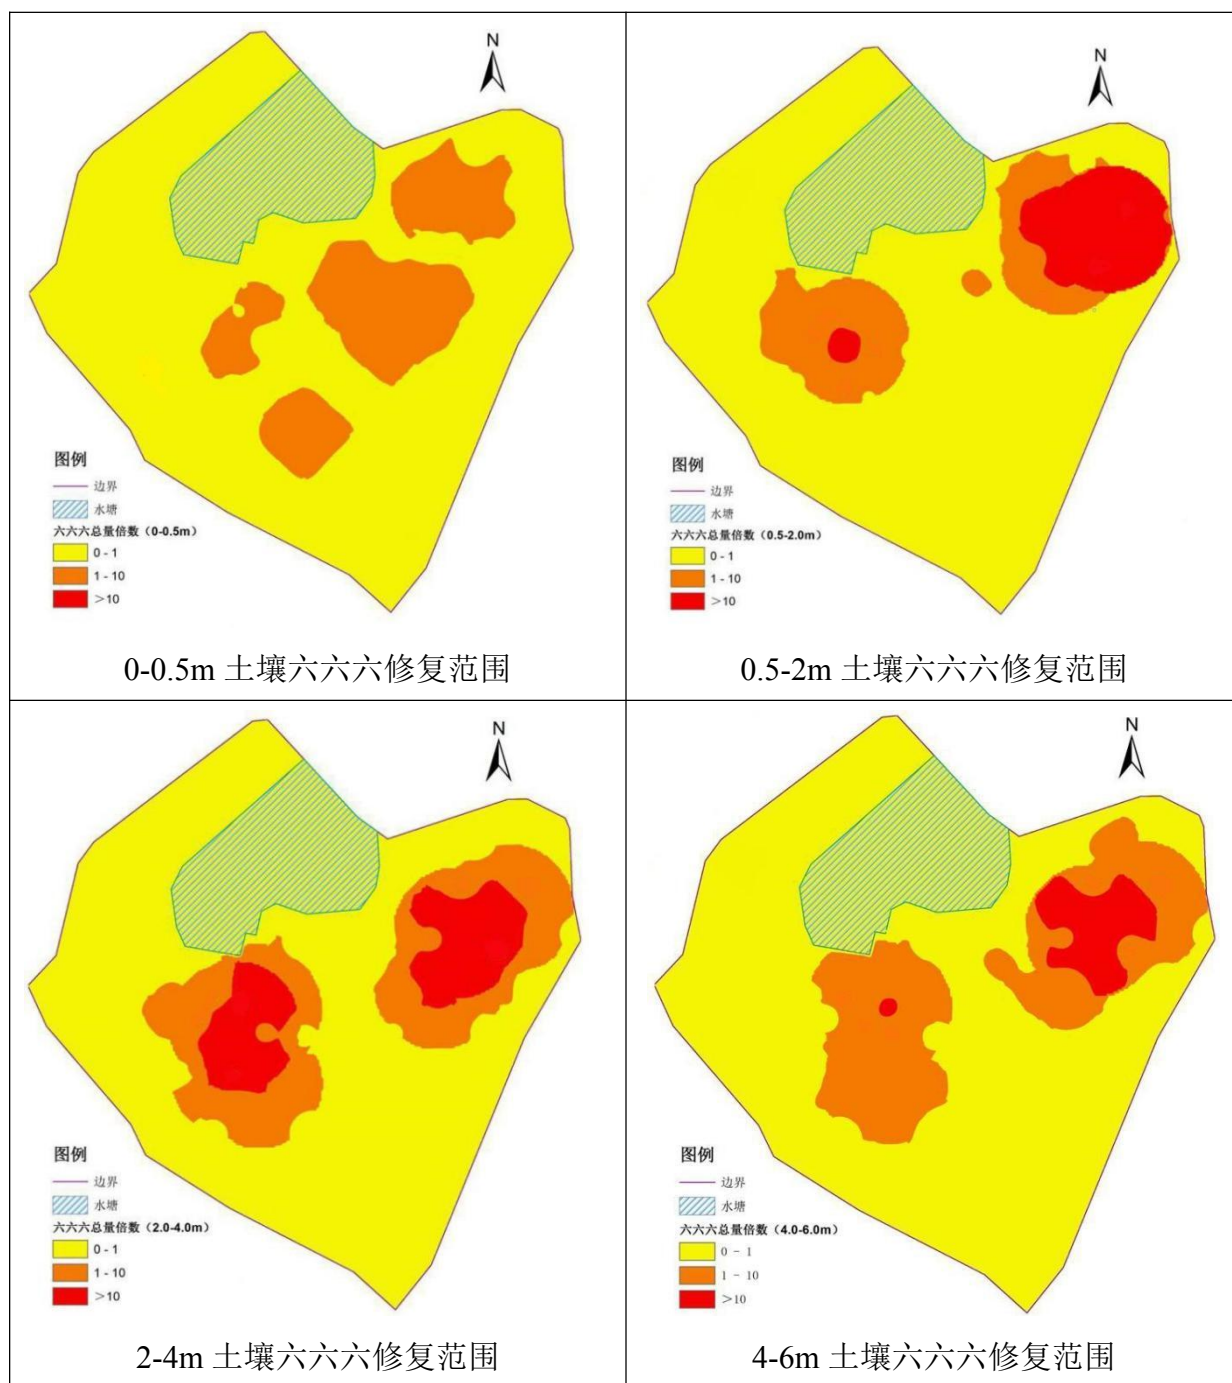 N
图例
边界
水塘
六六六总量倍数（0-0.5m）
0 - 1
1 - 10
＞10
0-0.5m 土壤六六六修复范围
N
图例
边界
水塘
六六六总量倍数（0.5-2.0m）
0 - 1
1 - 10
＞10
0.5-2m 土壤六六六修复范围
N
图例
边界
水塘
六六六总量倍数（2.0-4.0m）
0 - 1
1 - 10
＞10
2-4m 土壤六六六修复范围
N
图例
边界
水塘
六六六总量倍数（4.0-6.0m）
0 - 1
1 - 10
＞10
4-6m 土壤六六六修复范围